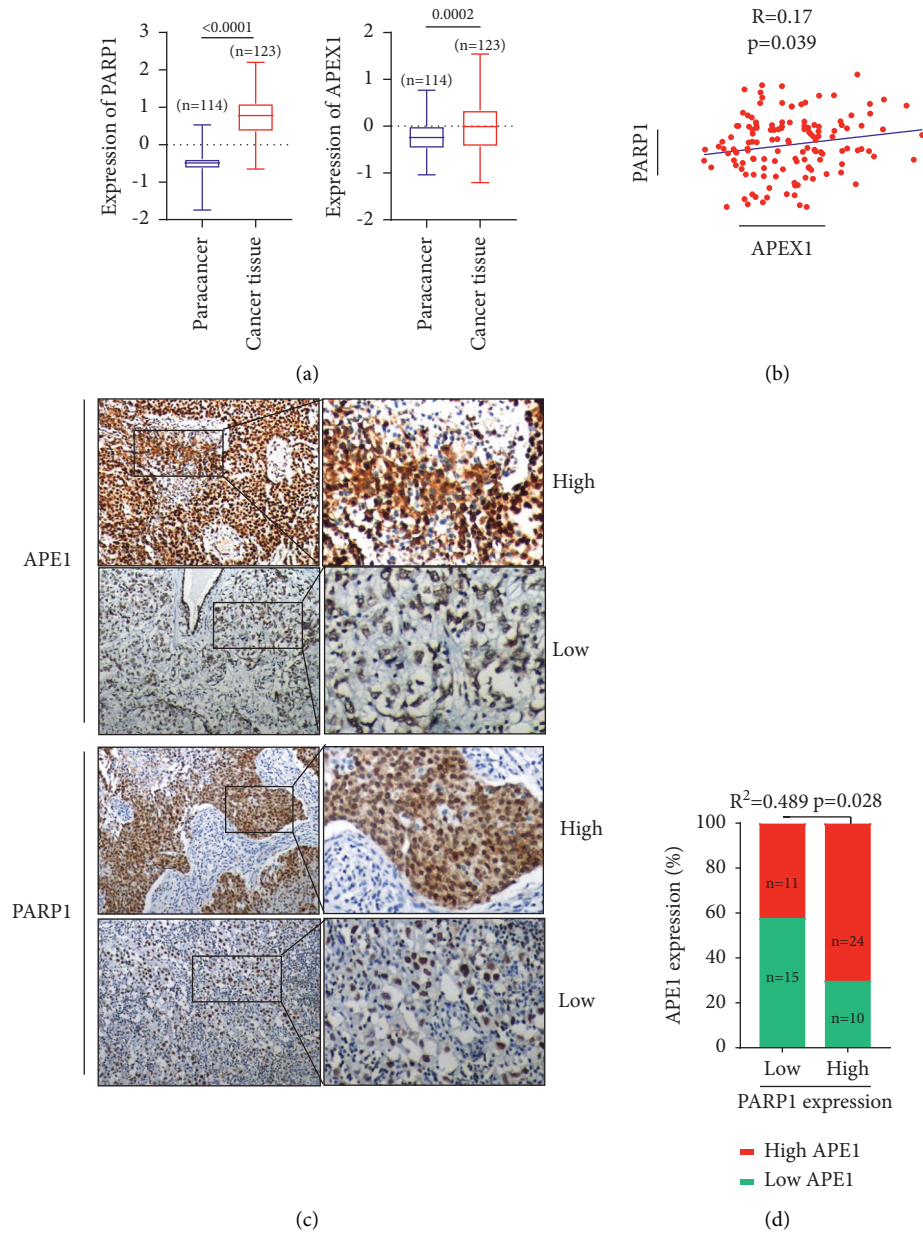 Expression of PARP1
3
2
1
0
-1
-2
<0.0001
(n=114)
(n=123)
Paracancer
Cancer tissue
Expression of APEX1
2
1
0
-1
-2
0.0002
(n=114)
(n=123)
Paracancer
Cancer tissue
(a)
R=0.17
p=0.039
PARP1
APEX1
(b)
APE1
High
Low
PARP1
High
Low
(c)
R²=0.489 p=0.028
APE1 expression (%)
100
80
60
40
20
0
n=11
n=15
n=24
n=10
Low
High
PARP1 expression
High APE1
Low APE1
(d)